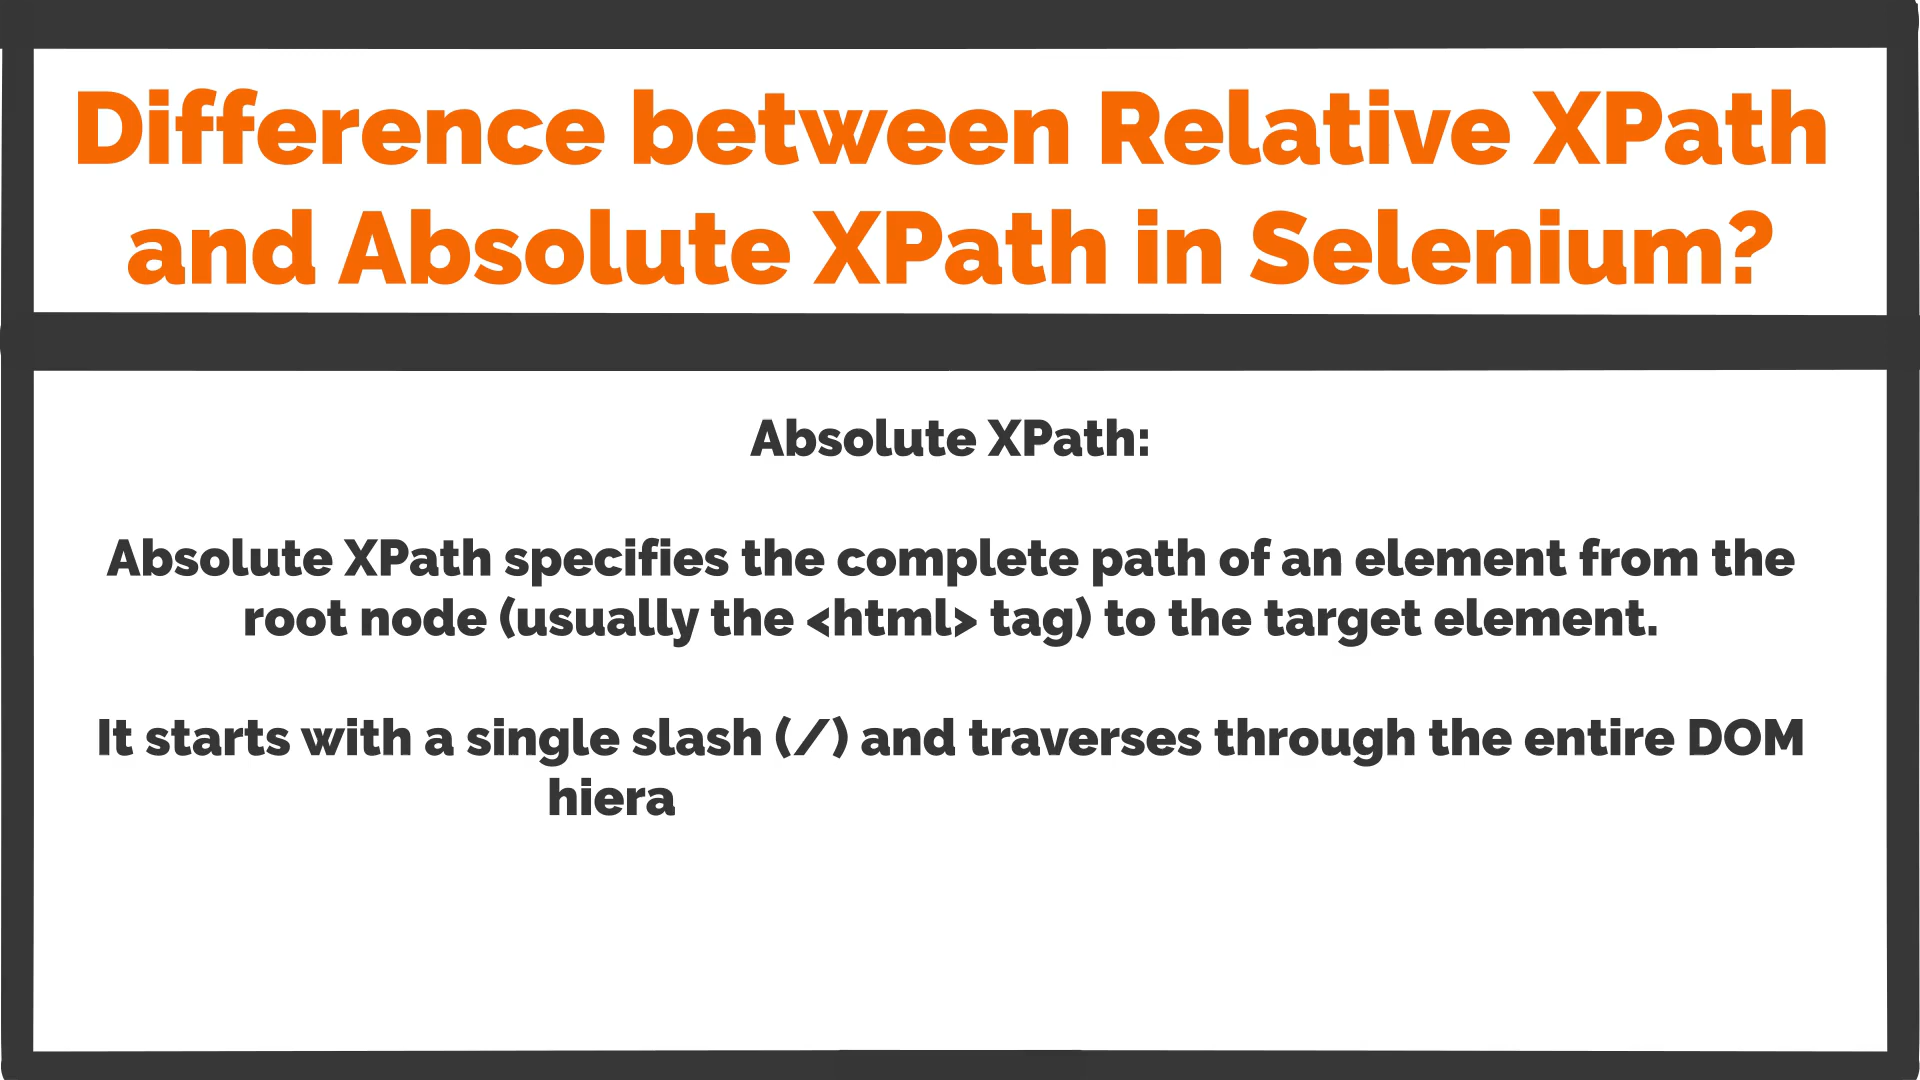 Difference between Relative XPath
and Absolute XPath in Selenium?
Absolute XPath:
Absolute XPath specifies the complete path of an element from the
root node (usually the <html> tag) to the target element.
It starts with a single slash (/) and traverses through the entire DOM
hiera